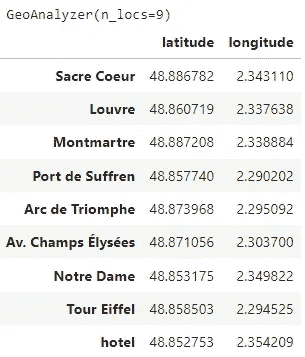 GeoAnalyzer(n_locs=9)
latitude longitude
Sacre Coeur 48.886782 2.343110
Louvre 48.860719 2.337638
Montmartre 48.887208 2.338884
Port de Suffren 48.857740 2.290202
Arc de Triomphe 48.873968 2.295092
Av. Champs Élysées 48.871056 2.303700
Notre Dame 48.853175 2.349822
Tour Eiffel 48.858503 2.294525
hotel 48.852753 2.354209